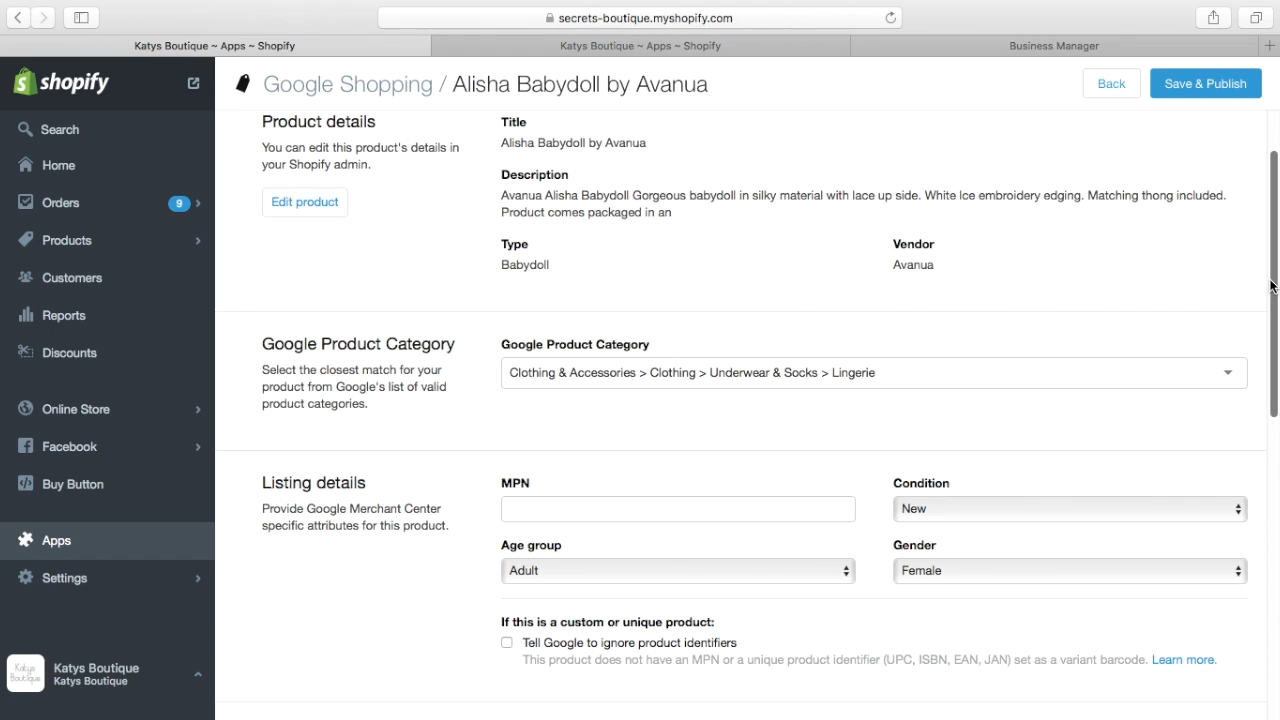 secrets-boutique.myshopify.com
Katys Boutique ~ Apps ~ Shopify
Katys Boutique ~ Apps ~ Shopify
Business Manager
shopify
Search
Home
Orders 9
Products
Customers
Reports
Discounts
Online Store
Facebook
Buy Button
Apps
Settings
Katys Boutique
Katys Boutique
Katys Boutique
Google Shopping / Alisha Babydoll by Avanua
Back
Save & Publish
Product details
You can edit this product's details in
your Shopify admin.
Edit product
Title
Alisha Babydoll by Avanua
Description
Avanua Alisha Babydoll Gorgeous babydoll in silky material with lace up side. White Ice embroidery edging. Matching thong included.
Product comes packaged in an
Type
Babydoll
Vendor
Avanua
Google Product Category
Select the closest match for your
product from Google's list of valid
product categories.
Google Product Category
Clothing & Accessories > Clothing > Underwear & Socks > Lingerie
Listing details
Provide Google Merchant Center
specific attributes for this product.
MPN
Condition
New
Age group
Adult
Gender
Female
If this is a custom or unique product:
Tell Google to ignore product identifiers
This product does not have an MPN or a unique product identifier (UPC, ISBN, EAN, JAN) set as a variant barcode. Learn more.